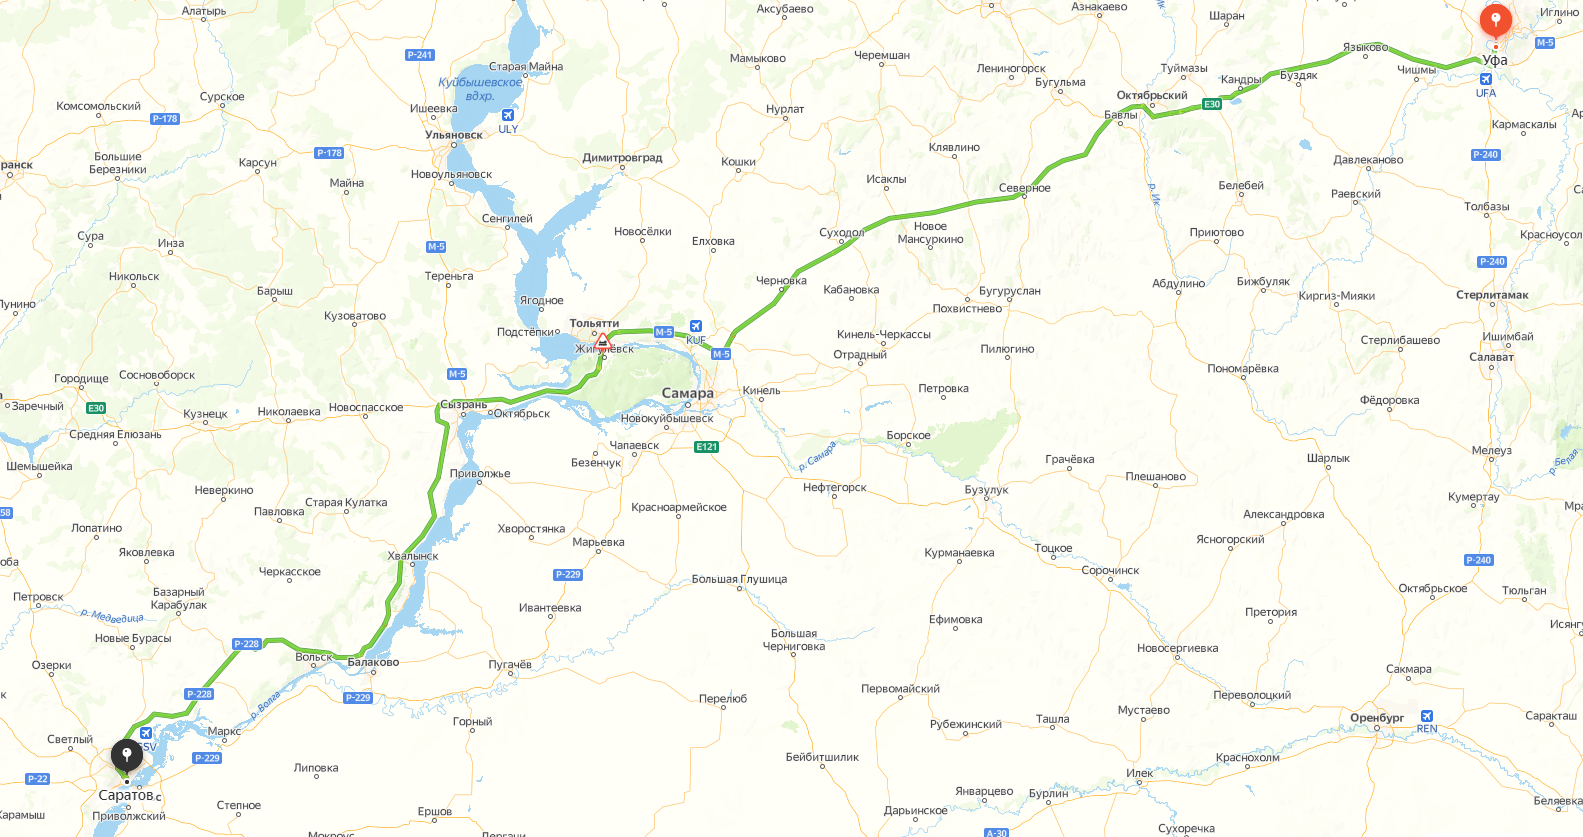 Алатырь
Аксубаево
Азнакаево
Шаран
Иглино
Р-241
М-5
Языково
Уфа
Черемшан
Мамыково
Лениногорск
Туймазы
Чишмы
Старая Майна
Куйбышевское
вдхр.
Бугульма
Кандры
Буздяк
UFA
Сурское
Комсомольский
Р-178
Ишеевка
ULY
Нурлат
Октябрьский
E30
Бавлы
Ульяновск
Кармаскалы
Р-178
Большие
Березники
Карсун
Димитровград
Кошки
Клявлино
Давлеканово
Р-240
ранск
Майна
Новоульяновск
Исаклы
Северное
р. Ик
Белебей
Раевский
Толбазы
Сенгилей
Сура
Инза
М-5
Новосёлки
Елховка
Суходол
Новое
Мансуркино
Приютово
Красноусол
Никольск
Тереньга
Черновка
Кабановка
Абдулино
Бижбуляк
Р-240
Барыш
Ягодное
Бугуруслан
Похвистнево
Киргиз-Мияки
Стерлитамак
Лунино
Кузоватово
Подстёпки
Тольятти
М-5
KUF
Кинель-Черкассы
Стерлибашево
Ишимбай
Жигулёвск
М-5
Отрадный
Пилюгино
Салават
Городище
Сосновоборск
М-5
Пономарёвка
Заречный
E30
Кузнецк
Николаевка
Новоспасское
Сызрань
Октябрьск
Самара
Кинель
Петровка
Фёдоровка
Новокуйбышевск
Средняя Елюзань
Чапаевск
E121
Борское
Шемышейка
Безенчук
р. Самара
Грачёвка
Шарлык
Мелеуз
р. Белая
Приволжье
Плешаново
Неверкино
Старая Кулатка
Нефтегорск
Бузулук
Кумертау
Павловка
Красноармейское
Александровка
58
Лопатино
Хворостянка
Яковлевка
Марьевка
Ясногорский
Хвалынск
Курманаевка
Тоцкое
Черкасское
Р-229
Большая Глушица
Сорочинск
Р-240
Петровск
Базарный
Карабулак
Октябрьское
Тюльган
р. Медведица
Ивантеевка
Ефимовка
Претория
Новые Бурасы
Р-228
Большая
Черниговка
Новосергиевка
Озерки
Вольск
Балаково
Пугачёв
Сакмара
Р-228
р. Волга
Р-229
Перелюб
Первомайский
Переволоцкий
Светлый
GSV
Маркс
Горный
Рубежинский
Ташла
Мустаево
Оренбург
REN
Саракташ
Р-229
Липовка
Бейбитшилик
Краснохолм
Р-22
Саратов
Илек
Приволжский
Степное
Ершов
Январцево
Бурлин
Дарьинское
Беляевка
А-30
Сухоречка